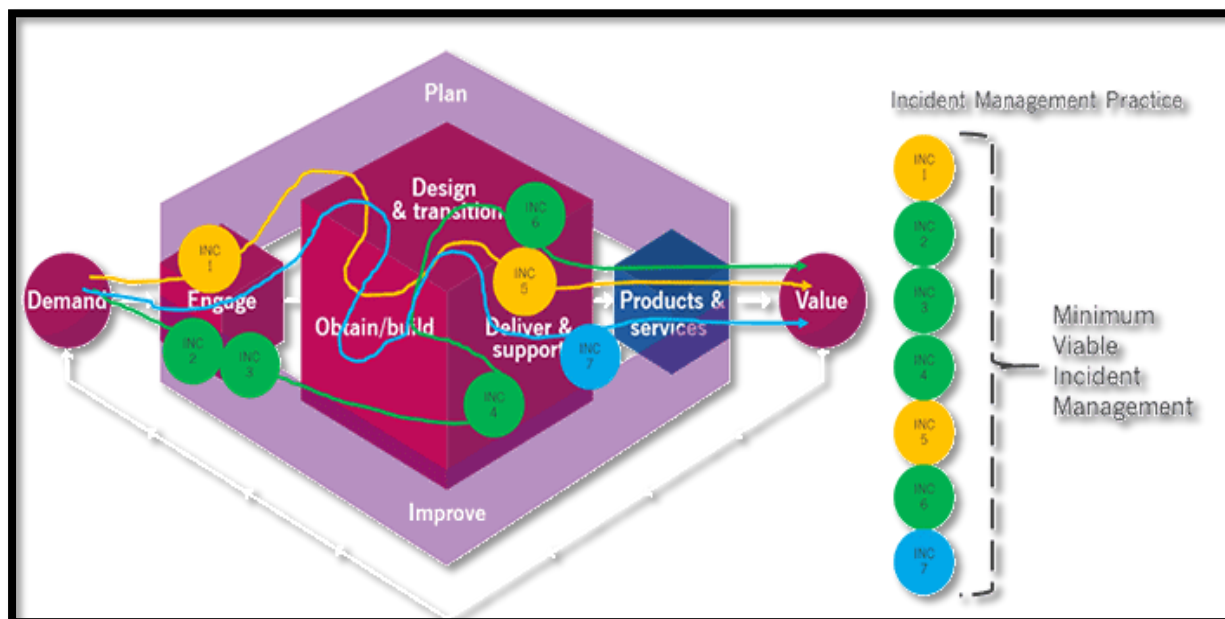 Plan
Design
& transition
INC
6
INC
1
INC
5
Demand
Engage
Obtain/build
Deliver &
support
Products &
services
Value
INC
2
INC
3
INC
7
INC
4
Improve
Incident Management Practice
INC
1
INC
2
INC
3
INC
4
INC
5
INC
6
INC
7
Minimum
Viable
Incident
Management